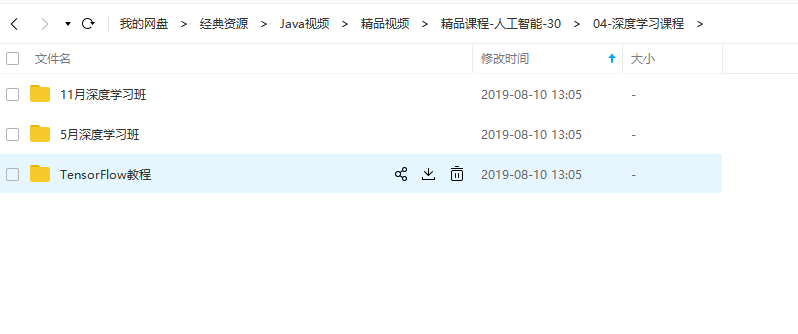 我的网盘 > 经典资源 > Java视频 > 精品视频 > 精品课程-人工智能-30 > 04-深度学习课程 >
文件名 修改时间 大小
11月深度学习班 2019-08-10 13:05 -
5月深度学习班 2019-08-10 13:05 -
TensorFlow教程 2019-08-10 13:05 -